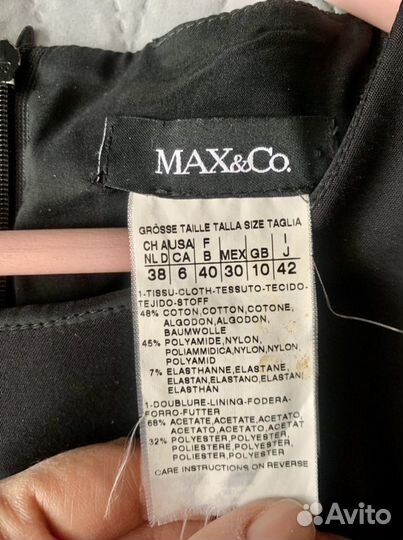 MAX&Co.
GRÖSSE TAILLE TALLA SIZE TAGLIA
CH A USA F I
NL D CA B MEX GB J
38 6 40 30 10 42
1-TISSU-CLOTH-TESSUTO-TECIDO-
TEJIDO-STOFF
48% COTON,COTTON,COTONE,
ALGODON,ALGODAO,
BAUMWOLLE
45% POLYAMIDE,NYLON,
POLIAMMIDICA,NYLON,NYLON,
POLYAMID
7% ELASTHANNE,ELASTANE,
ELASTAN,ELASTANO,ELASTANI
ELASTHAN
1-DOUBLURE-LINING-FODERA-
FORRO-FUTTER
68% ACETATE,ACETATE,ACETATO,
ACETATO,ACETATO,ACETAT
32% POLYESTER,POLYESTER,
POLIESTERE,POLIESTER,
POLIESTER,POLYESTER
CARE INSTRUCTIONS ON REVERSE
Avito